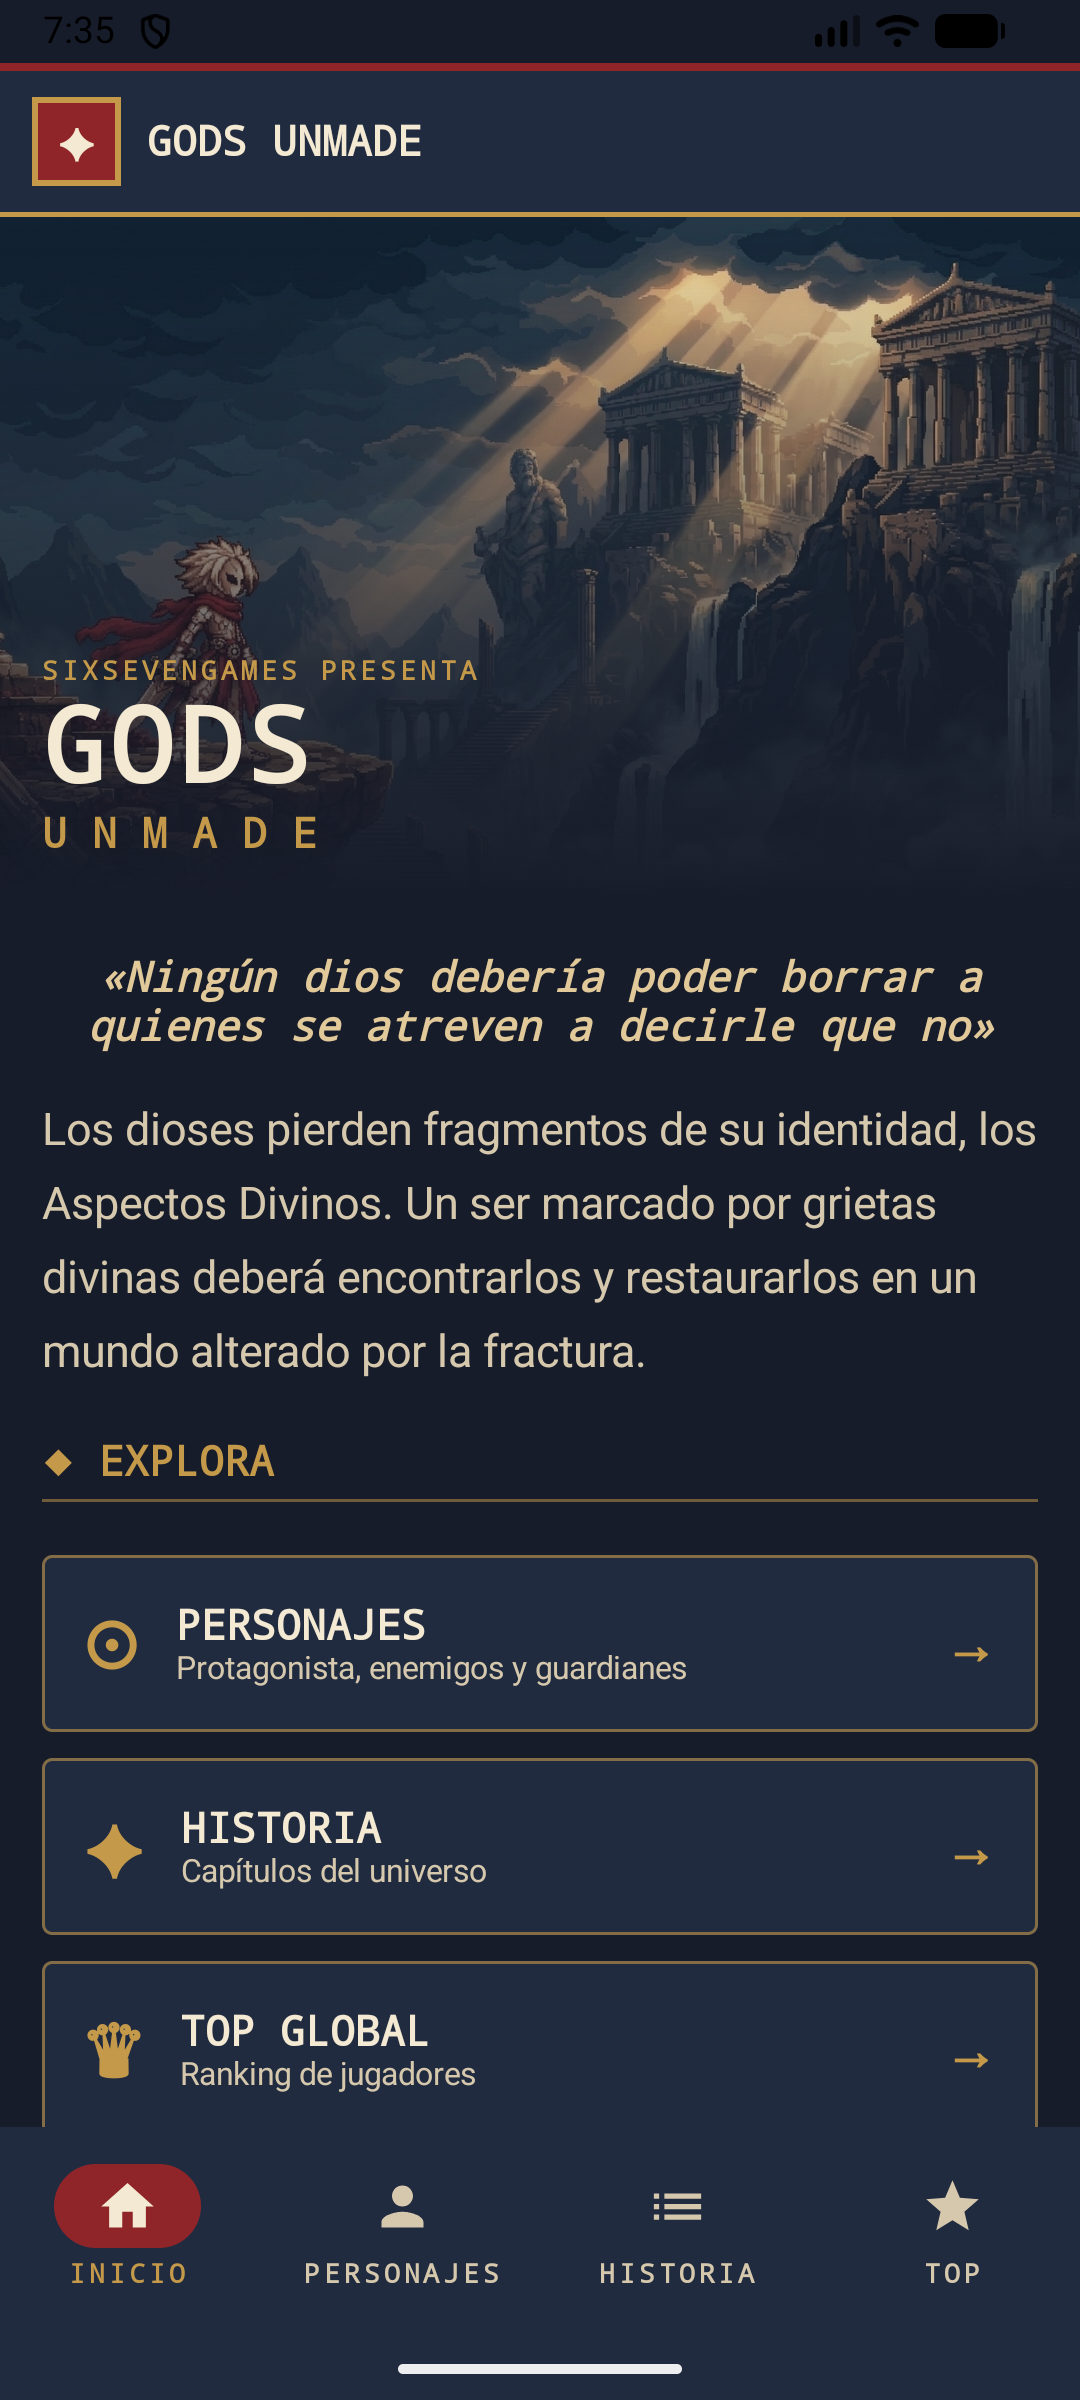 7:35
GODS UNMADE
SIXSEVENGAMES PRESENTA
GODS
UNMADE
«Ningún dios debería poder borrar a
quienes se atreven a decirle que no»
Los dioses pierden fragmentos de su identidad, los
Aspectos Divinos. Un ser marcado por grietas
divinas deberá encontrarlos y restaurarlos en un
mundo alterado por la fractura.
◆ EXPLORA
PERSONAJES
Protagonista, enemigos y guardianes
→
HISTORIA
Capítulos del universo
→
TOP GLOBAL
Ranking de jugadores
→
INICIO
PERSONAJES
HISTORIA
TOP